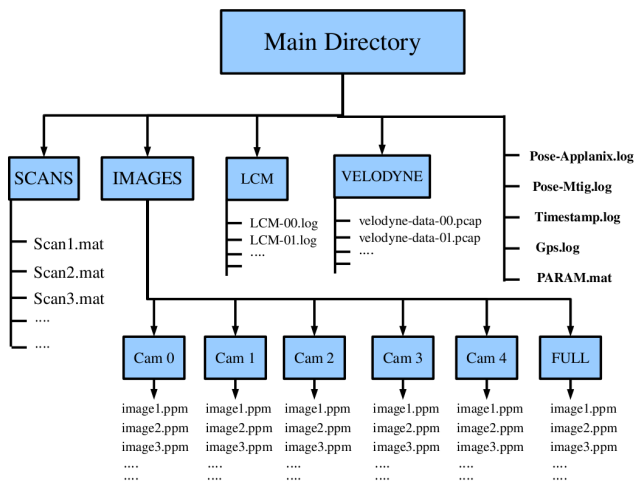 Main Directory
SCANS
IMAGES
LCM
VELODYNE
Pose-Applanix.log
Pose-Mtig.log
Timestamp.log
Gps.log
PARAM.mat
Scan1.mat
Scan2.mat
Scan3.mat
....
....
LCM-00.log
LCM-01.log
....
velodyne-data-00.pcap
velodyne-data-01.pcap
....
Cam 0
Cam 1
Cam 2
Cam 3
Cam 4
FULL
image1.ppm
image2.ppm
image3.ppm
....
....
image1.ppm
image2.ppm
image3.ppm
....
....
image1.ppm
image2.ppm
image3.ppm
....
....
image1.ppm
image2.ppm
image3.ppm
....
....
image1.ppm
image2.ppm
image3.ppm
....
....
image1.ppm
image2.ppm
image3.ppm
....
....